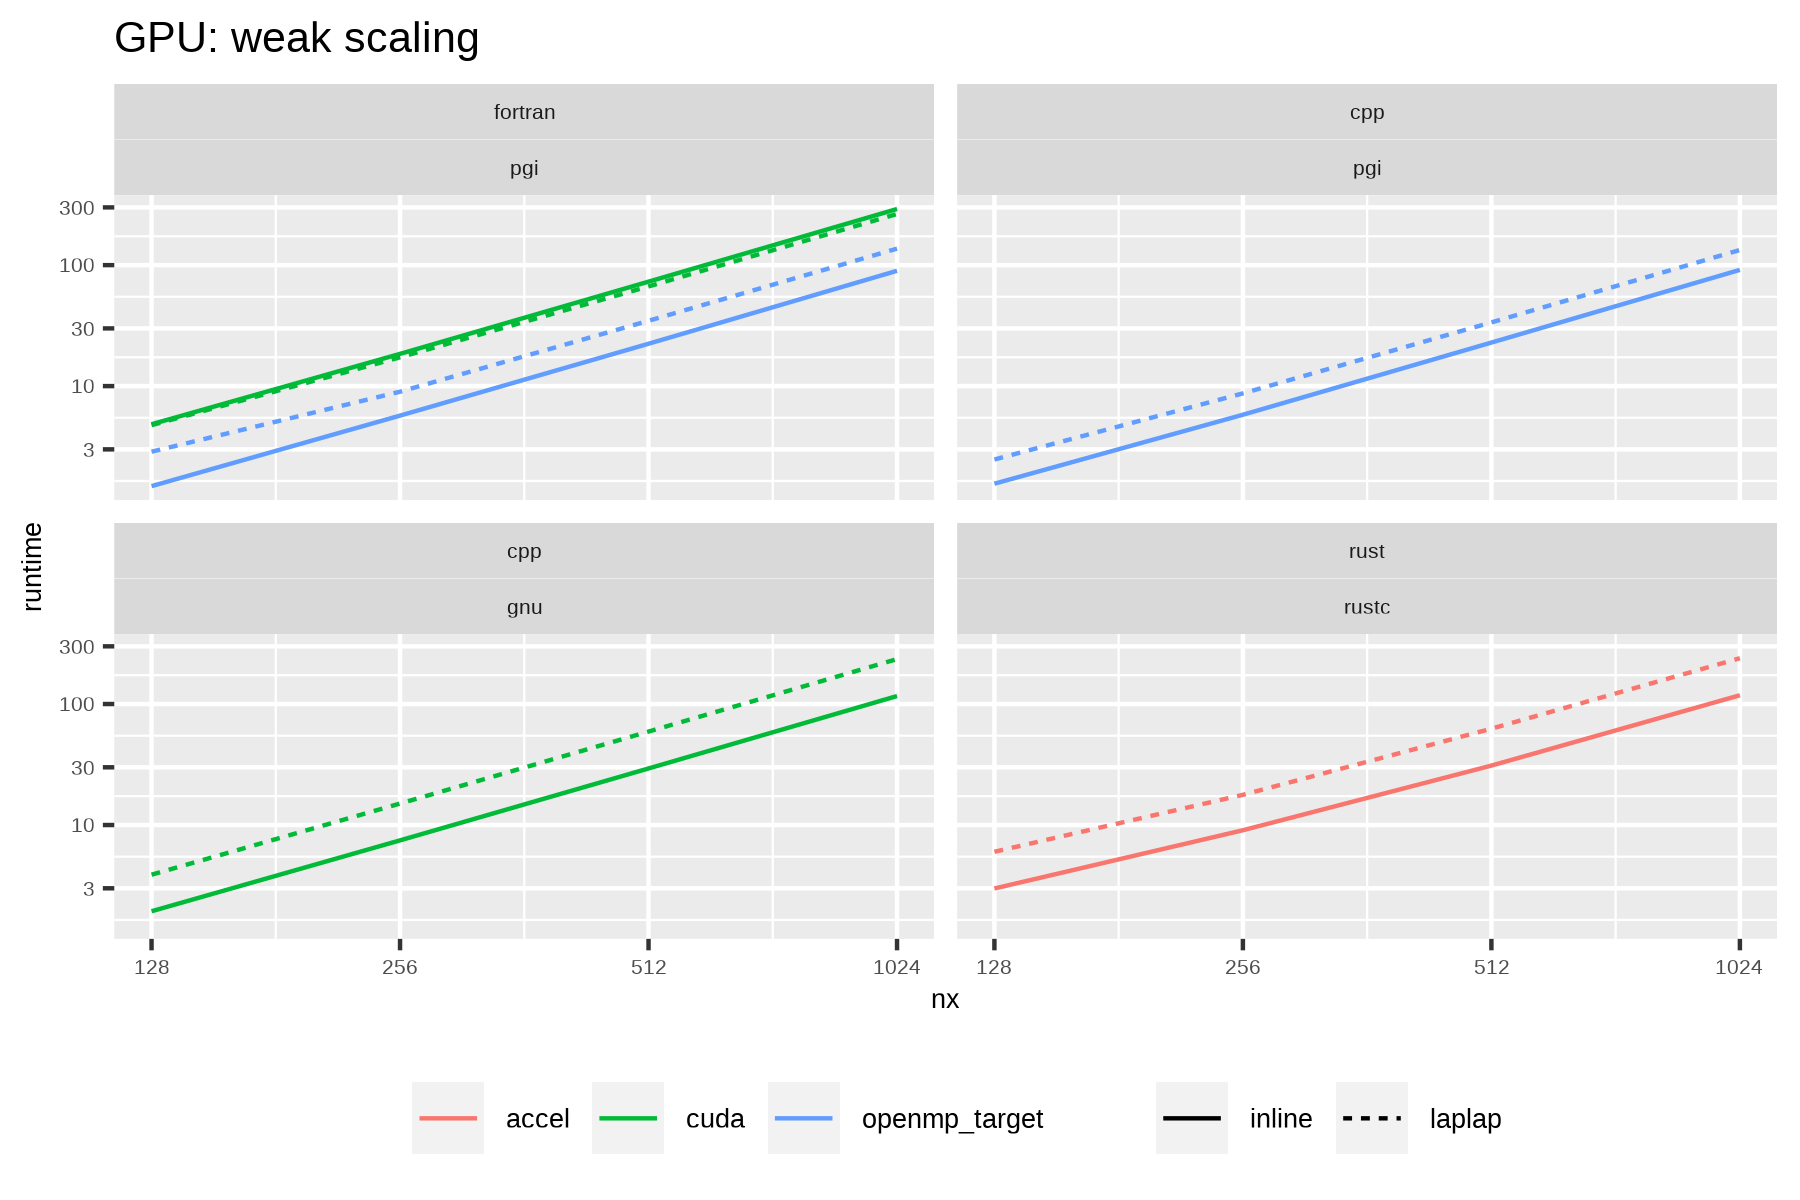 GPU: weak scaling
fortran
pgi
cpp
pgi
300
100
30
10
3
cpp
gnu
rust
rustc
300
100
30
10
3
128
256
512
1024
128
256
512
1024
runtime
nx
accel
cuda
openmp_target
inline
laplap